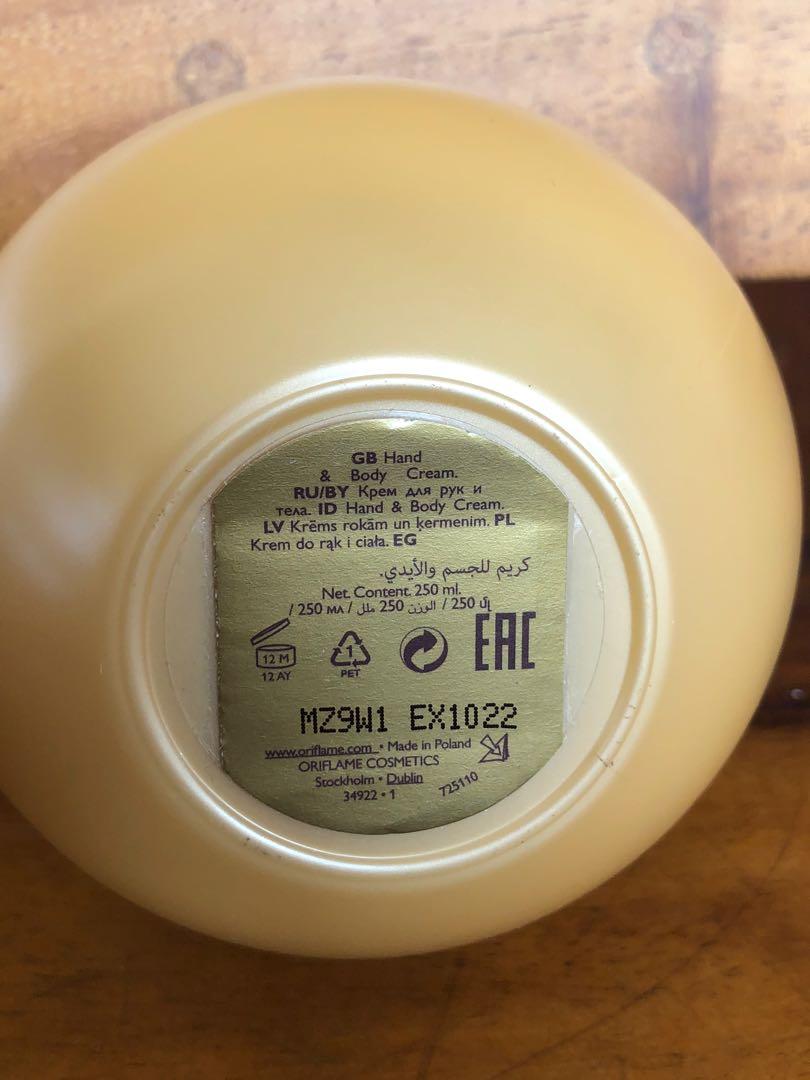 GB Hand
& Body Cream.
RU/BY Крем для рук и
тела. ID Hand & Body Cream.
LV Krēms rokām un ķermenim. PL
Krem do rąk i ciała. EG
كريم للجسم والأيدي.
Net. Content. 250 ml.
/ 250 мл / الوزن 250 ملل / 250
12 M
12 AY
1
PET
EAC
MZ9W1 EX1022
www.oriflame.com • Made in Poland
ORIFLAME COSMETICS
Stockholm • Dublin
34922 • 1
725110